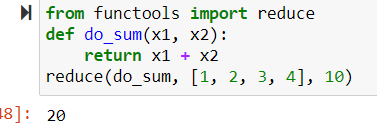 from functools import reduce
def do_sum(x1, x2):
    return x1 + x2
reduce(do_sum, [1, 2, 3, 4], 10)
8]: 20